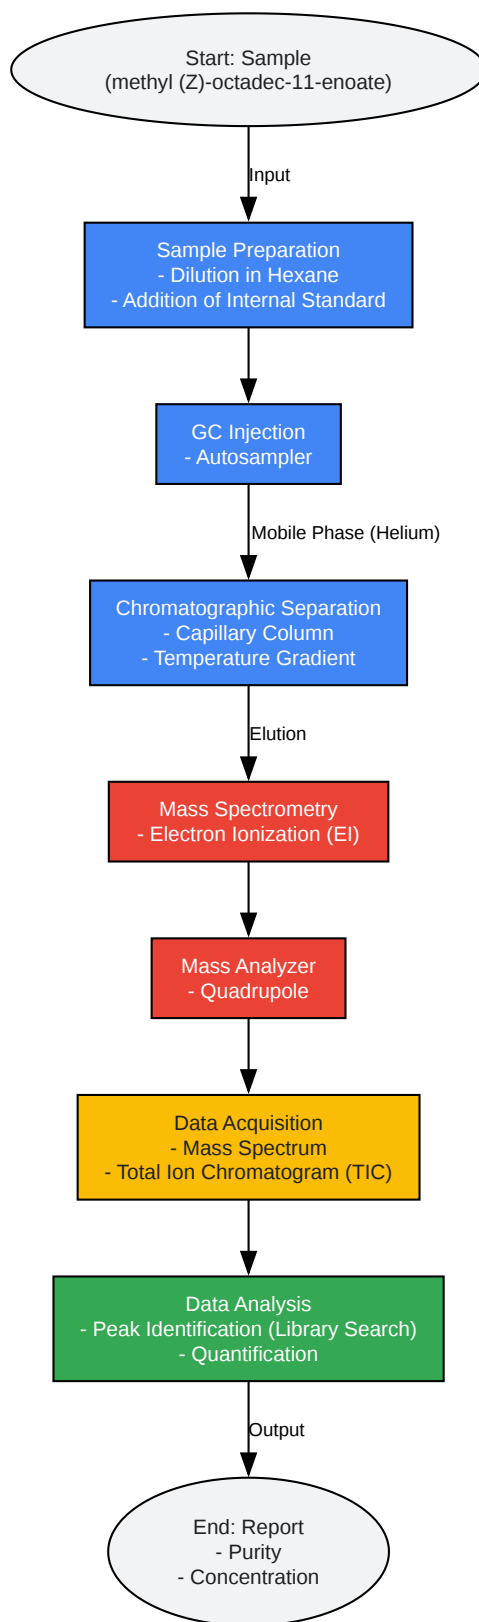 Start: Sample
(methyl (Z)-octadec-11-enoate)
Input
Sample Preparation
- Dilution in Hexane
- Addition of Internal Standard
GC Injection
- Autosampler
Mobile Phase (Helium)
Chromatographic Separation
- Capillary Column
- Temperature Gradient
Elution
Mass Spectrometry
- Electron Ionization (EI)
Mass Analyzer
- Quadrupole
Data Acquisition
- Mass Spectrum
- Total Ion Chromatogram (TIC)
Data Analysis
- Peak Identification (Library Search)
- Quantification
Output
End: Report
- Purity
- Concentration